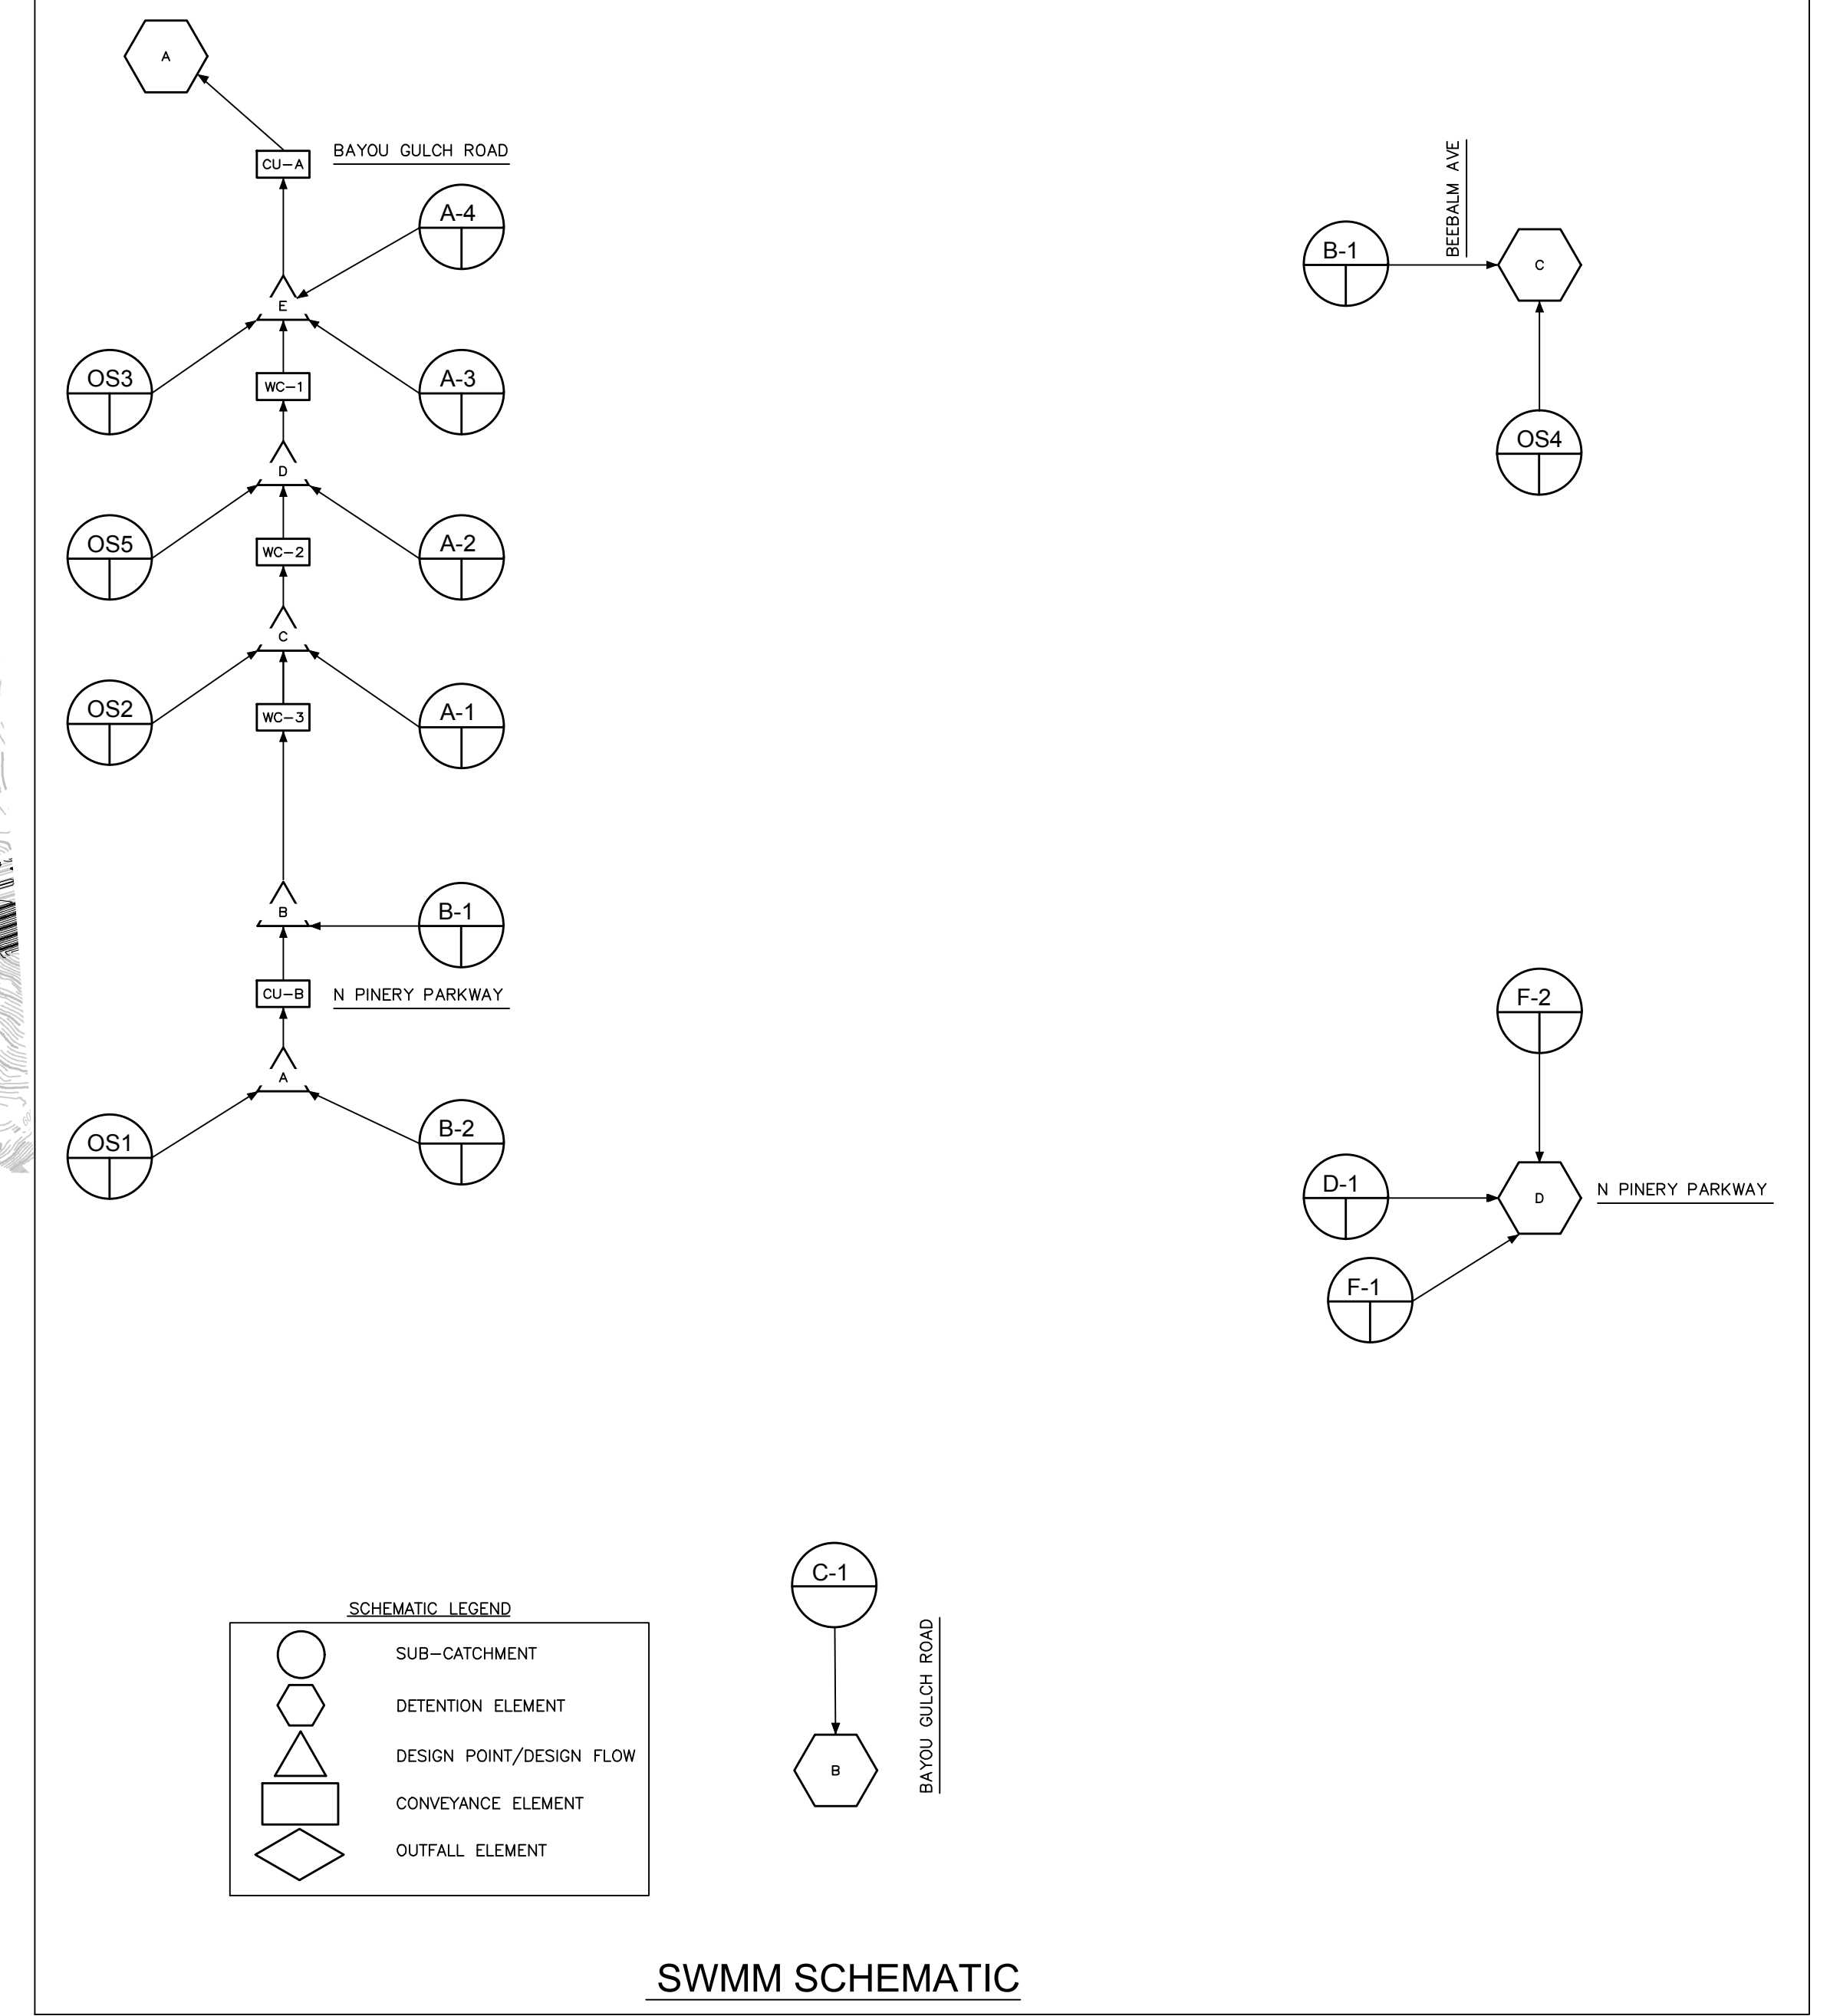 A
CU-A
BAYOU GULCH ROAD
A-4
E
OS3
WC-1
A-3
D
OS5
WC-2
A-2
C
OS2
WC-3
A-1
B
B-1
CU-B
N PINERY PARKWAY
A
OS1
B-2
BEEBALM AVE
B-1
C
OS4
F-2
D-1
D
N PINERY PARKWAY
F-1
C-1
BAYOU GULCH ROAD
B
SCHEMATIC LEGEND
SUB-CATCHMENT
DETENTION ELEMENT
DESIGN POINT/DESIGN FLOW
CONVEYANCE ELEMENT
OUTFALL ELEMENT
SWMM SCHEMATIC